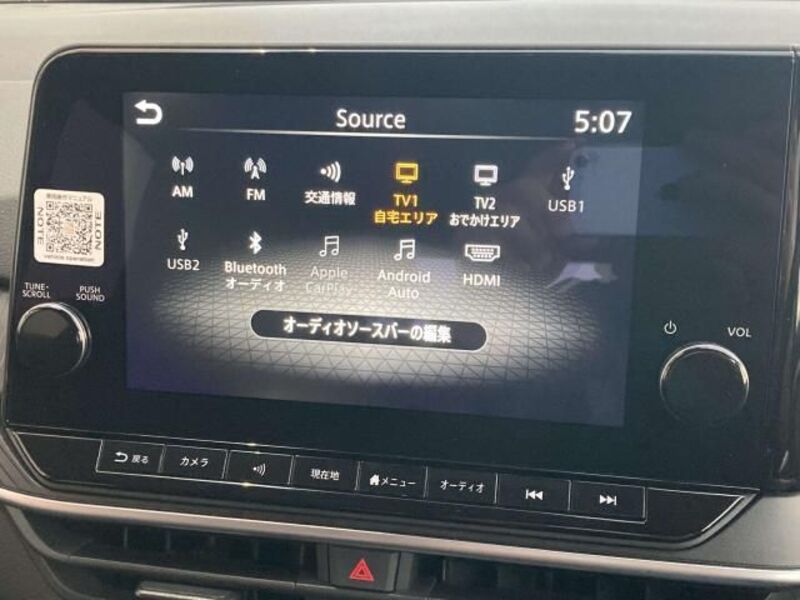 Source
5:07
AM
FM
交通情報
TV1
自宅エリア
TV2
おでかけエリア
USB1
USB2
Bluetooth
オーディオ
Apple
CarPlay
Android
Auto
HDMI
オーディオソースバーの編集
NOTE
NOTE
vehicle operation
TUNE·
SCROLL
PUSH
SOUND
VOL
戻る
カメラ
現在地
メニュー
オーディオ